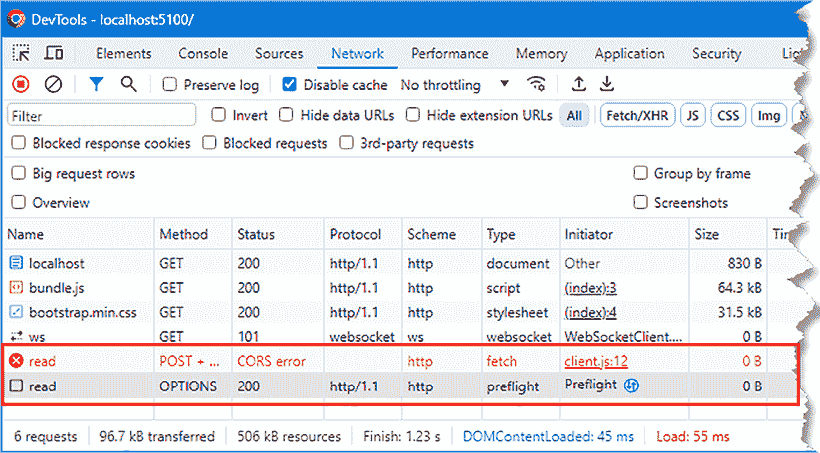 DevTools - localhost:5100/
Elements Console Sources Network Performance Memory Application Security
Preserve log Disable cache No throttling
Filter Invert Hide data URLs Hide extension URLs All Fetch/XHR JS CSS Img
Blocked response cookies Blocked requests 3rd-party requests
Big request rows Group by frame
Overview Screenshots
Name Method Status Protocol Scheme Type Initiator Size
localhost GET 200 http/1.1 http document Other 830 B
bundle.js GET 200 http/1.1 http script (index):3 64.3 kB
bootstrap.min.css GET 200 http/1.1 http stylesheet (index):4 31.5 kB
ws GET 101 websocket ws websocket WebSocketClient.... 0 B
read POST + ... CORS error http fetch client.js:12 0 B
read OPTIONS 200 http/1.1 http preflight Preflight 0 B
6 requests 96.7 kB transferred 506 kB resources Finish: 1.23 s DOMContentLoaded: 45 ms Load: 55 ms